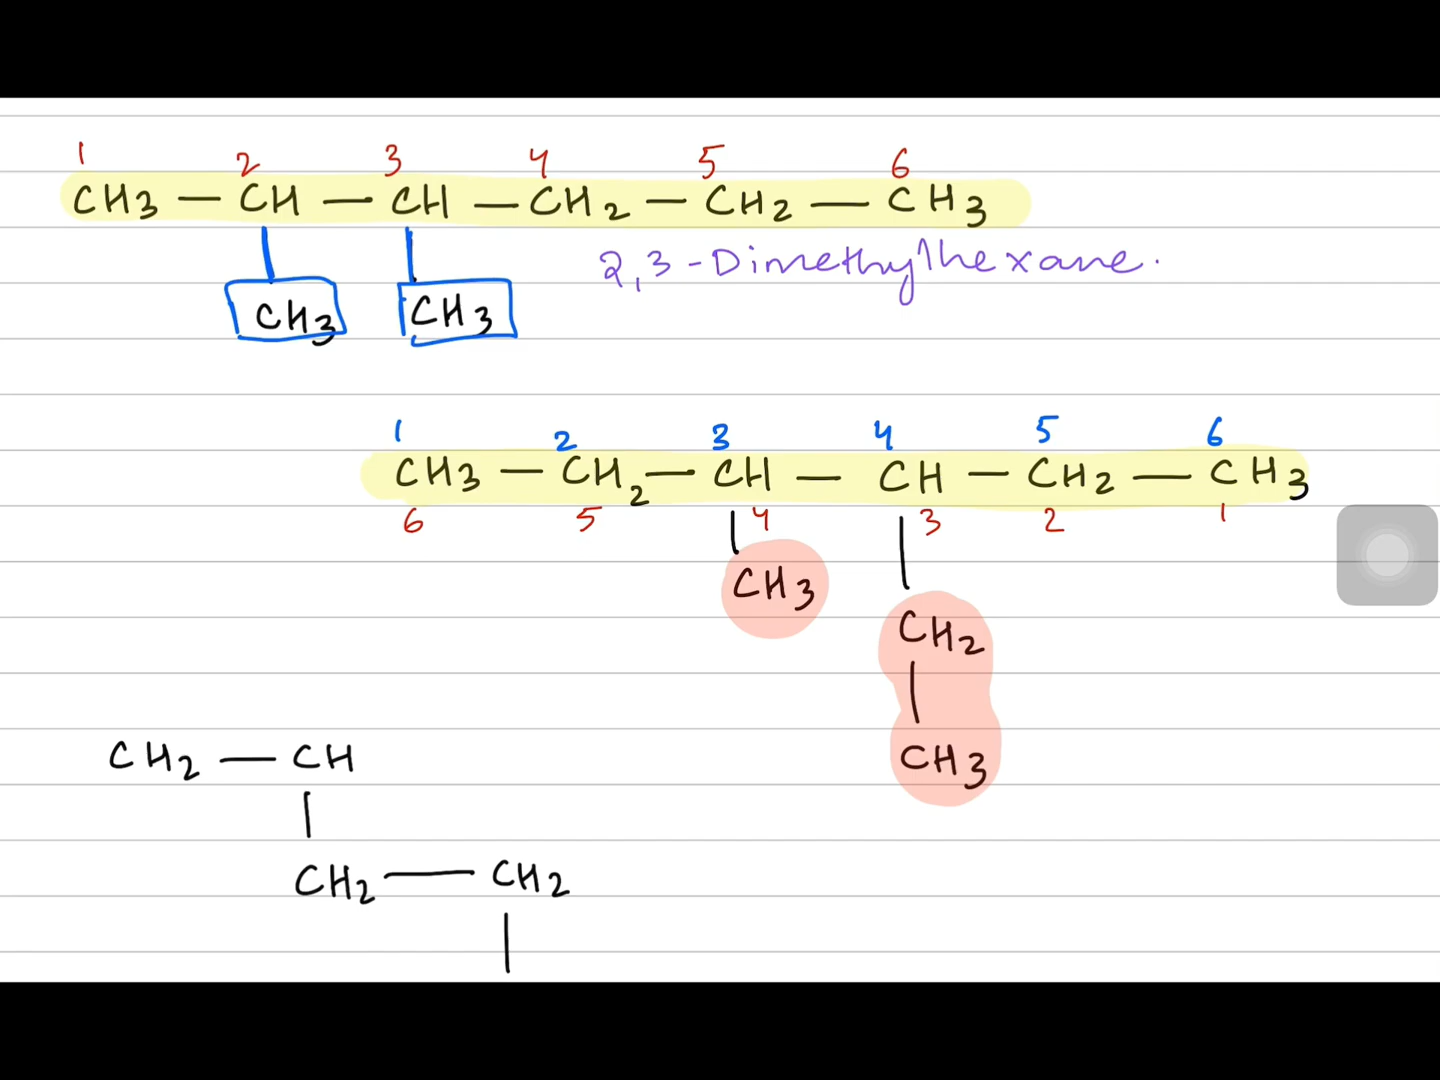 1 2 3 4 5 6
CH3 — CH — CH — CH2 — CH2 — CH3
2,3-Dimethylhexane.
CH3 CH3
1 2 3 4 5 6
CH3 — CH2 — CH — CH — CH2 — CH3
6 5 4 3 2 1
CH3
CH2
CH3
CH2 — CH
CH2 — CH2